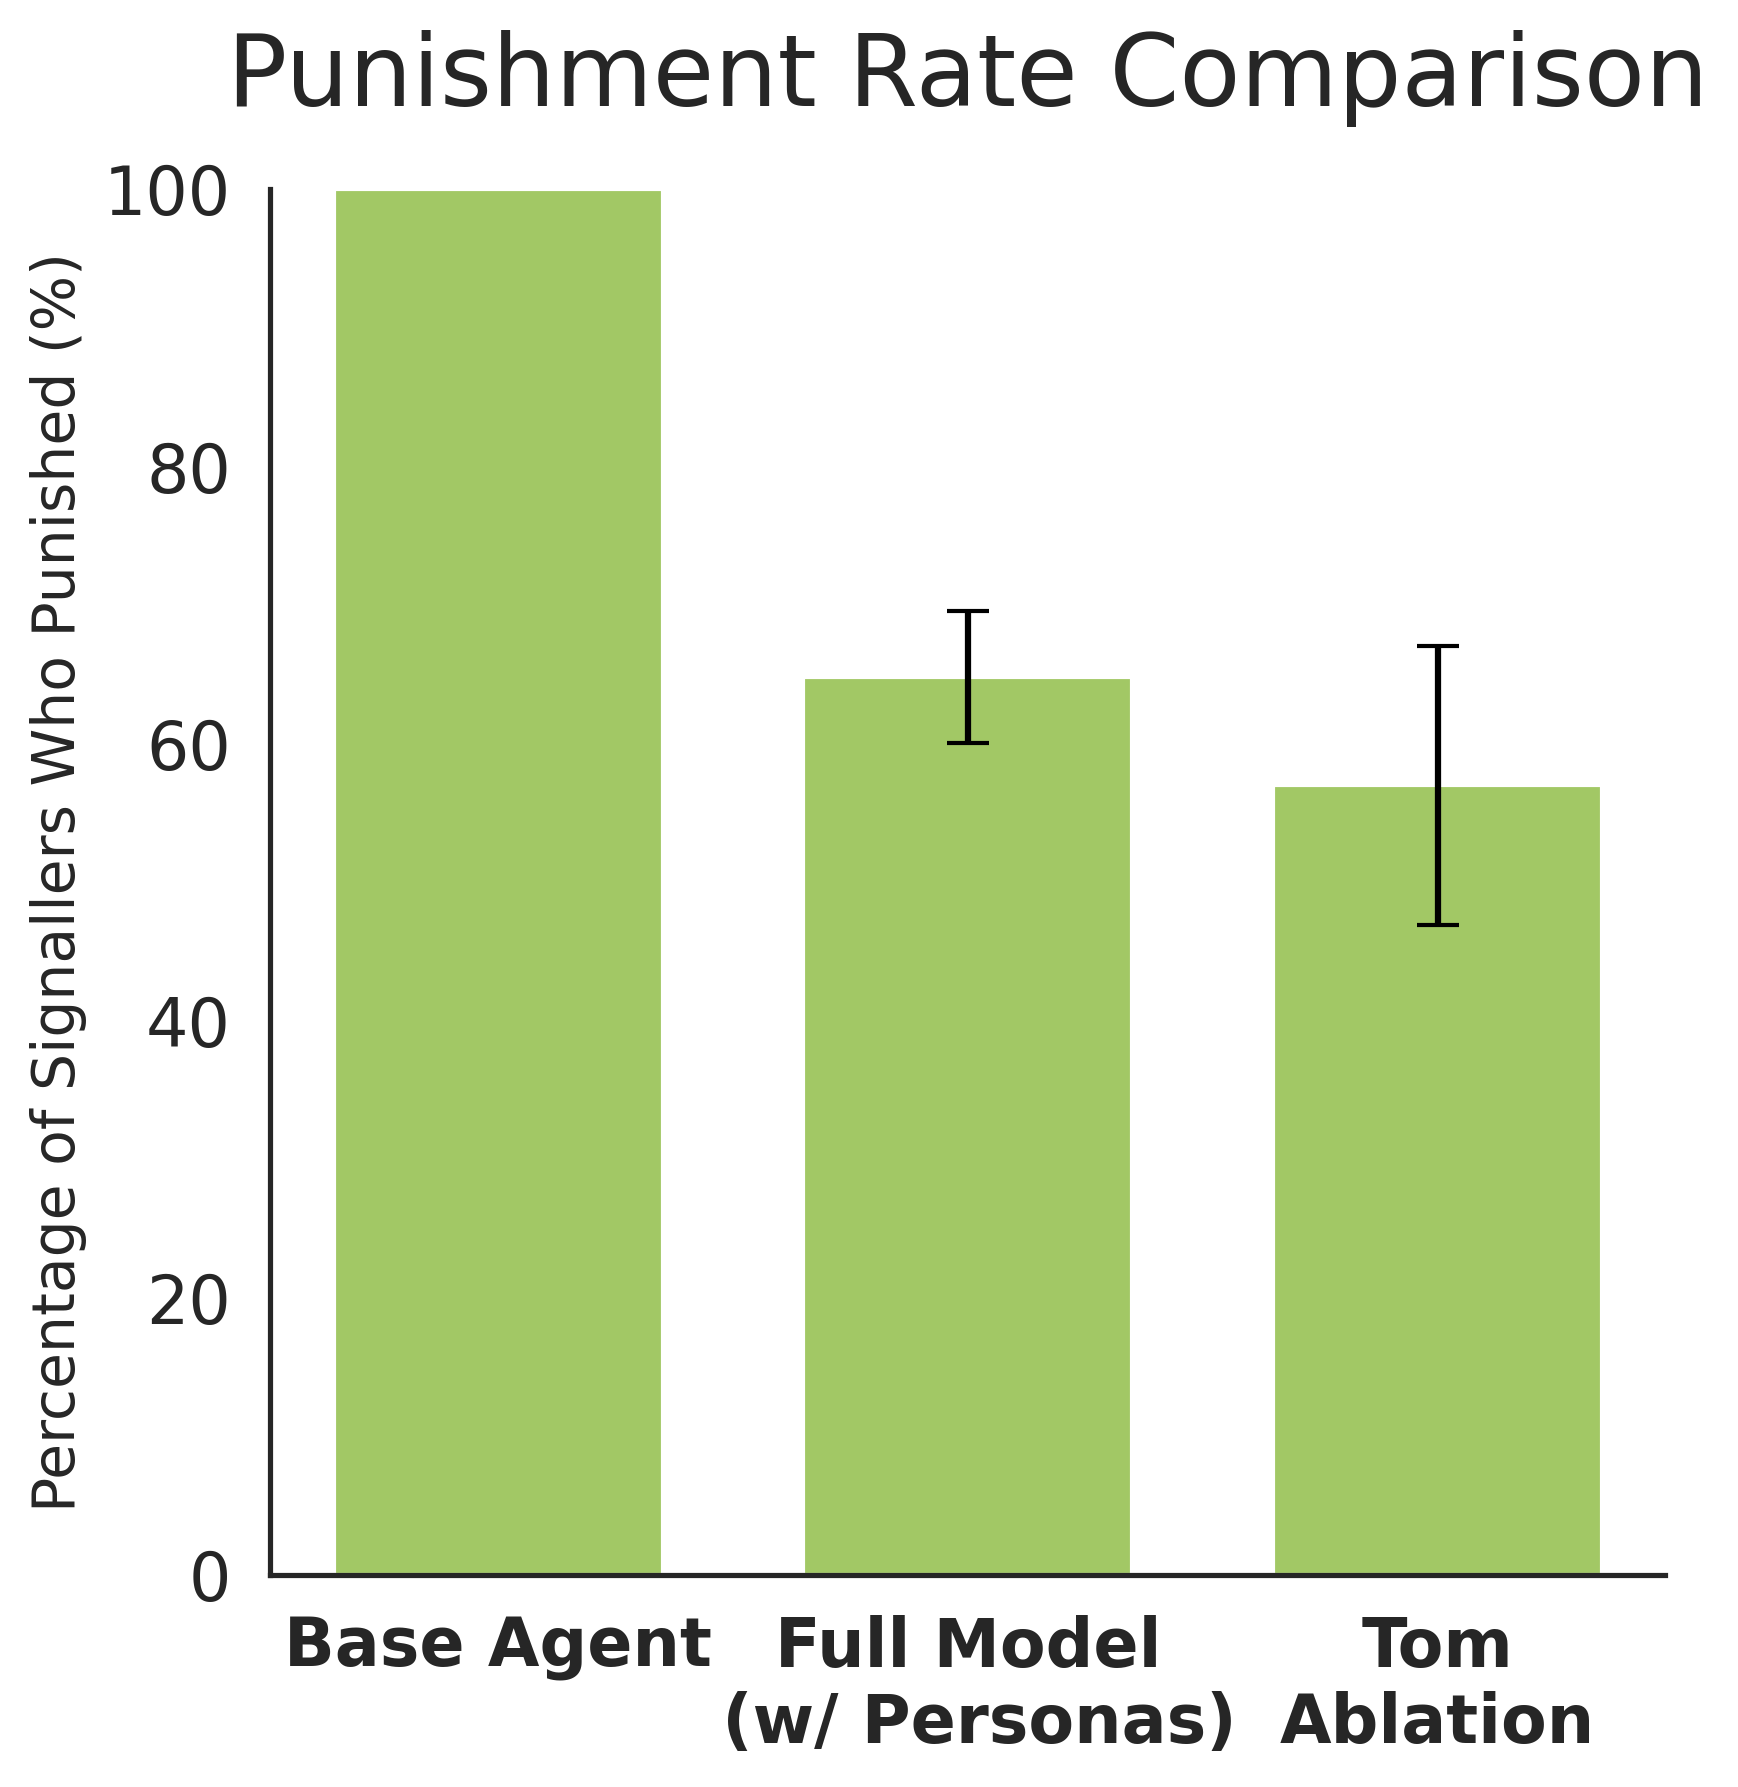 Punishment Rate Comparison
Percentage of Signallers Who Punished (%)
100
80
60
40
20
0
Base Agent
Full Model
(w/ Personas)
Tom
Ablation